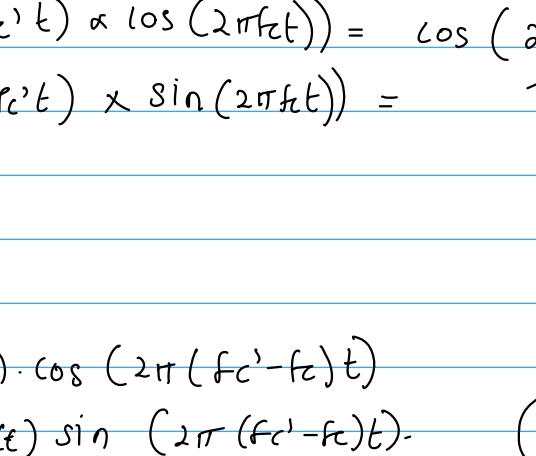 c't) ∝ cos (2πfct)) = cos (2
fc't) × sin (2πfct)) =
). cos (2π (fc'-fc) t)
t) sin (2π (fc'-fc)t). (